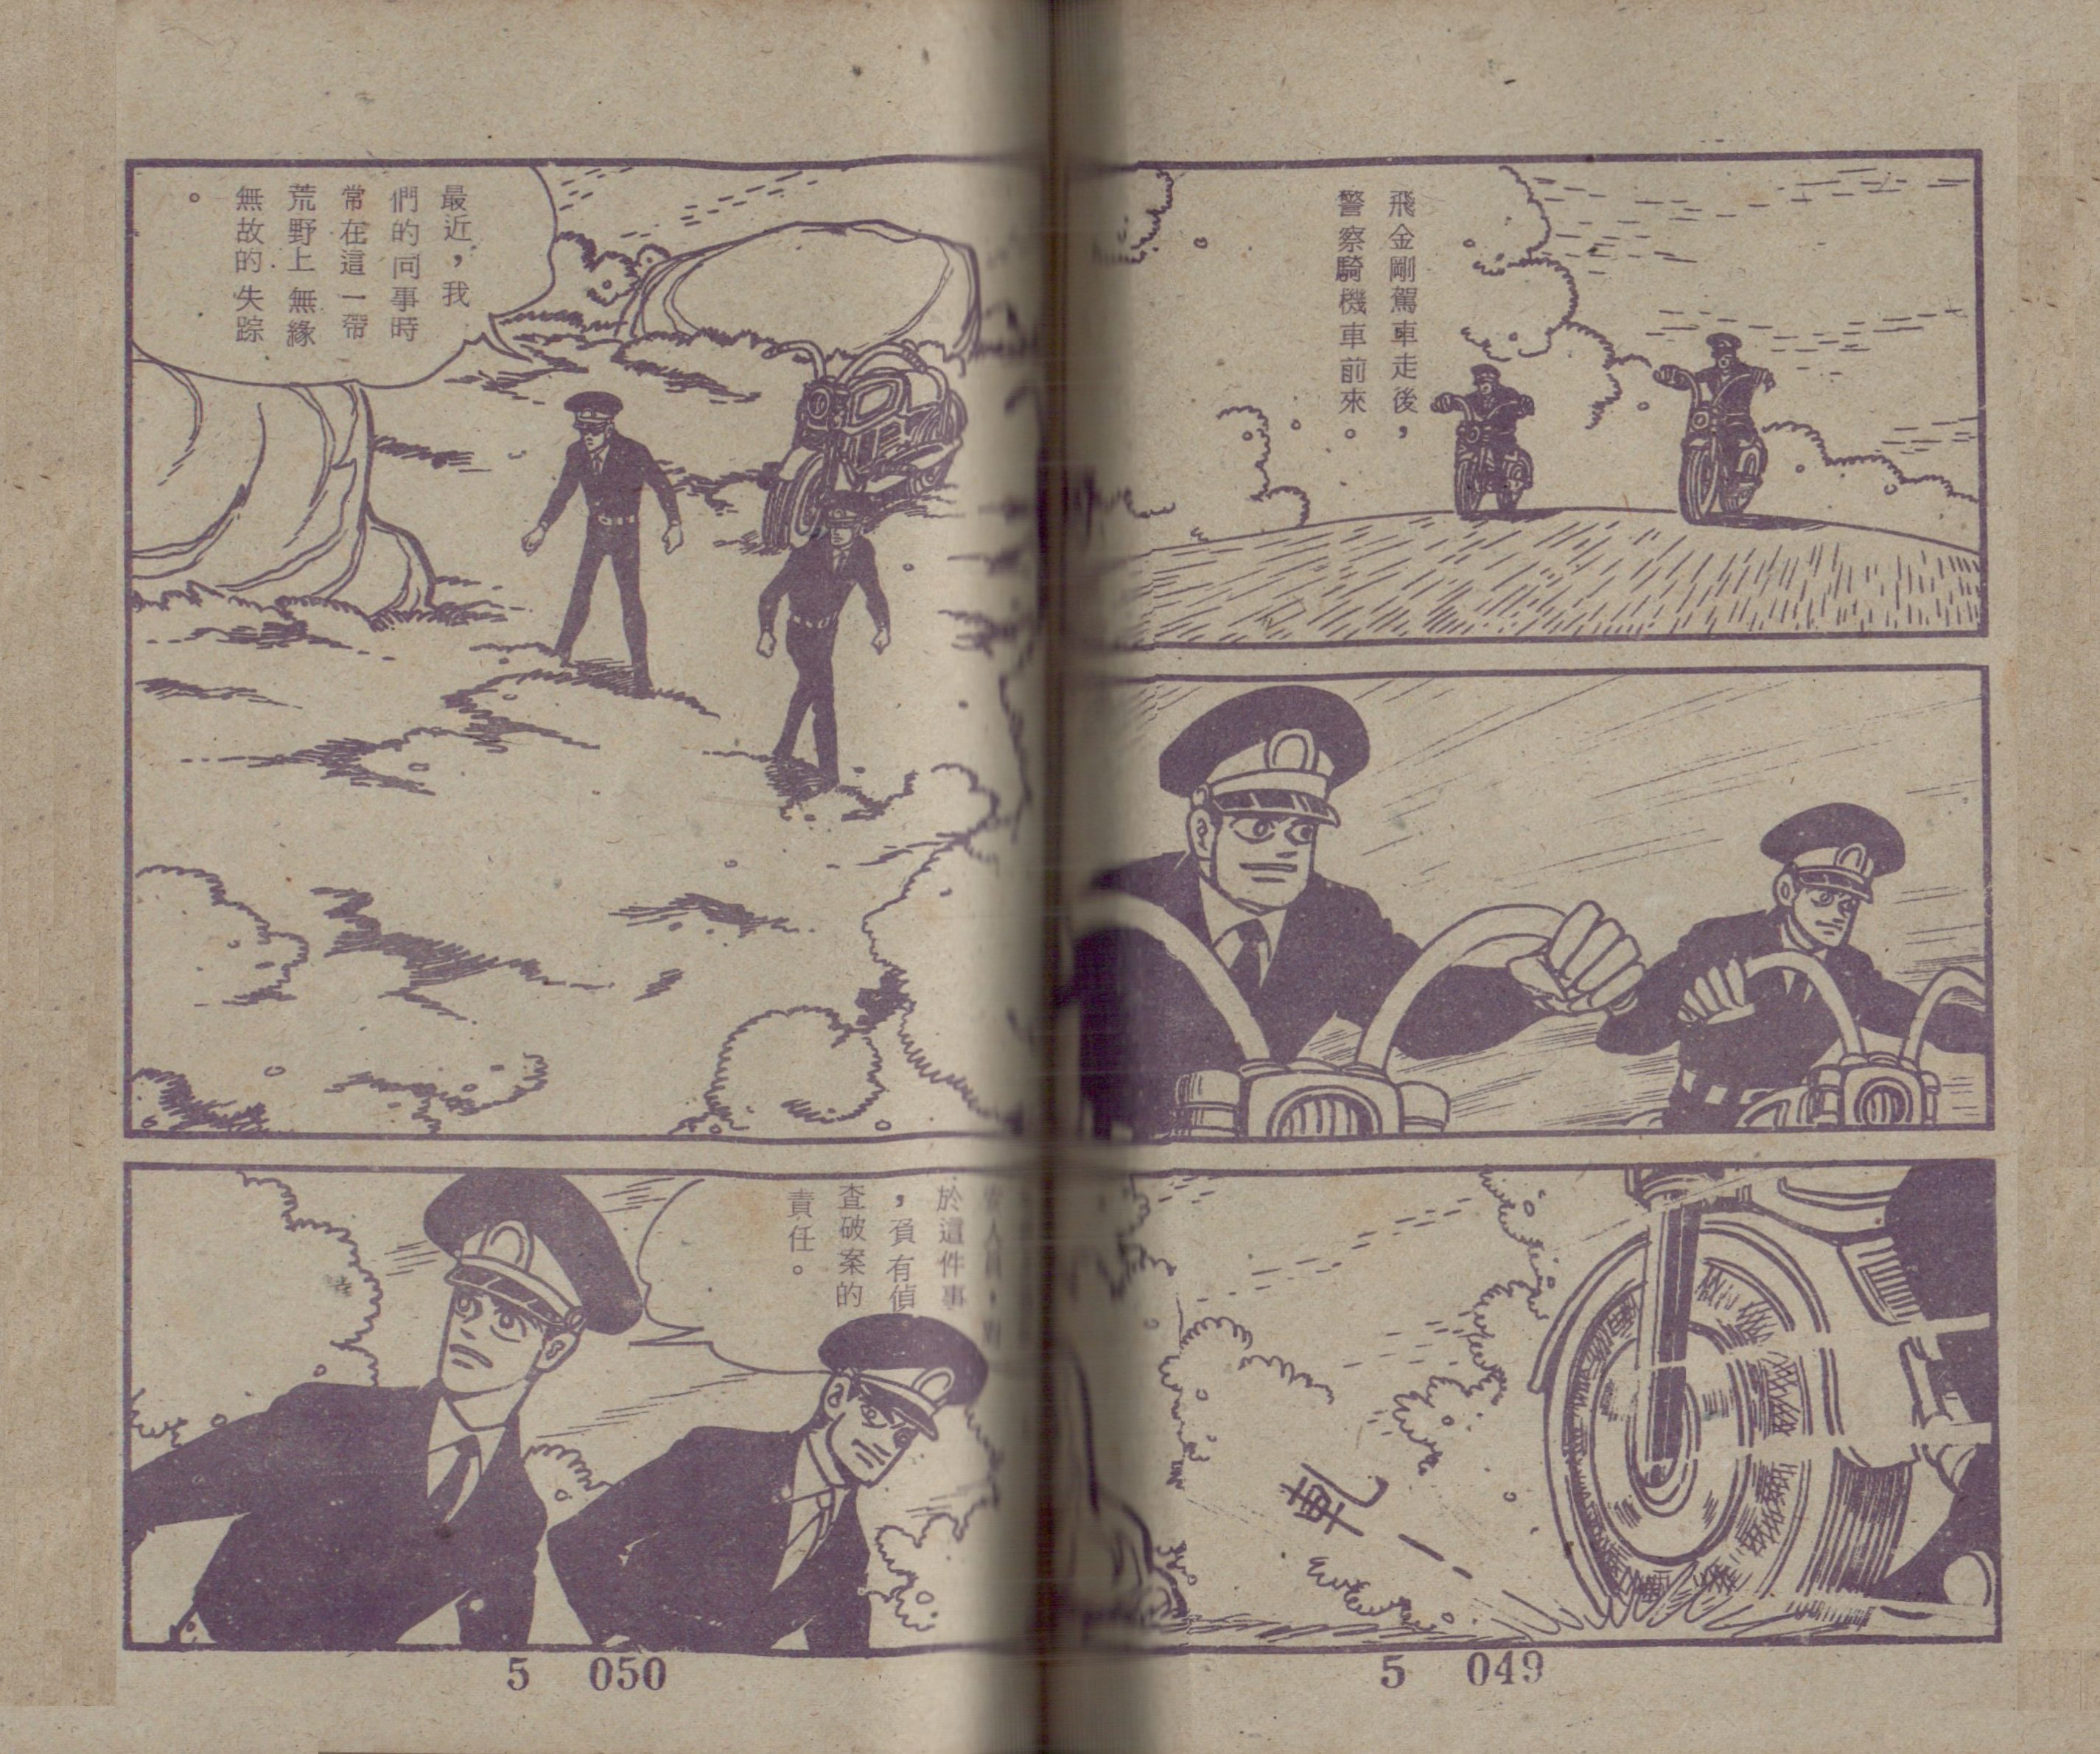 飛金剛駕車走後，
警察騎機車前來。
軋
5 049
最近，我
們的同事時
常在這一帶
荒野上無緣
無故的失踪
。
於這件事
，負有偵
查破案的
責任。
5 050